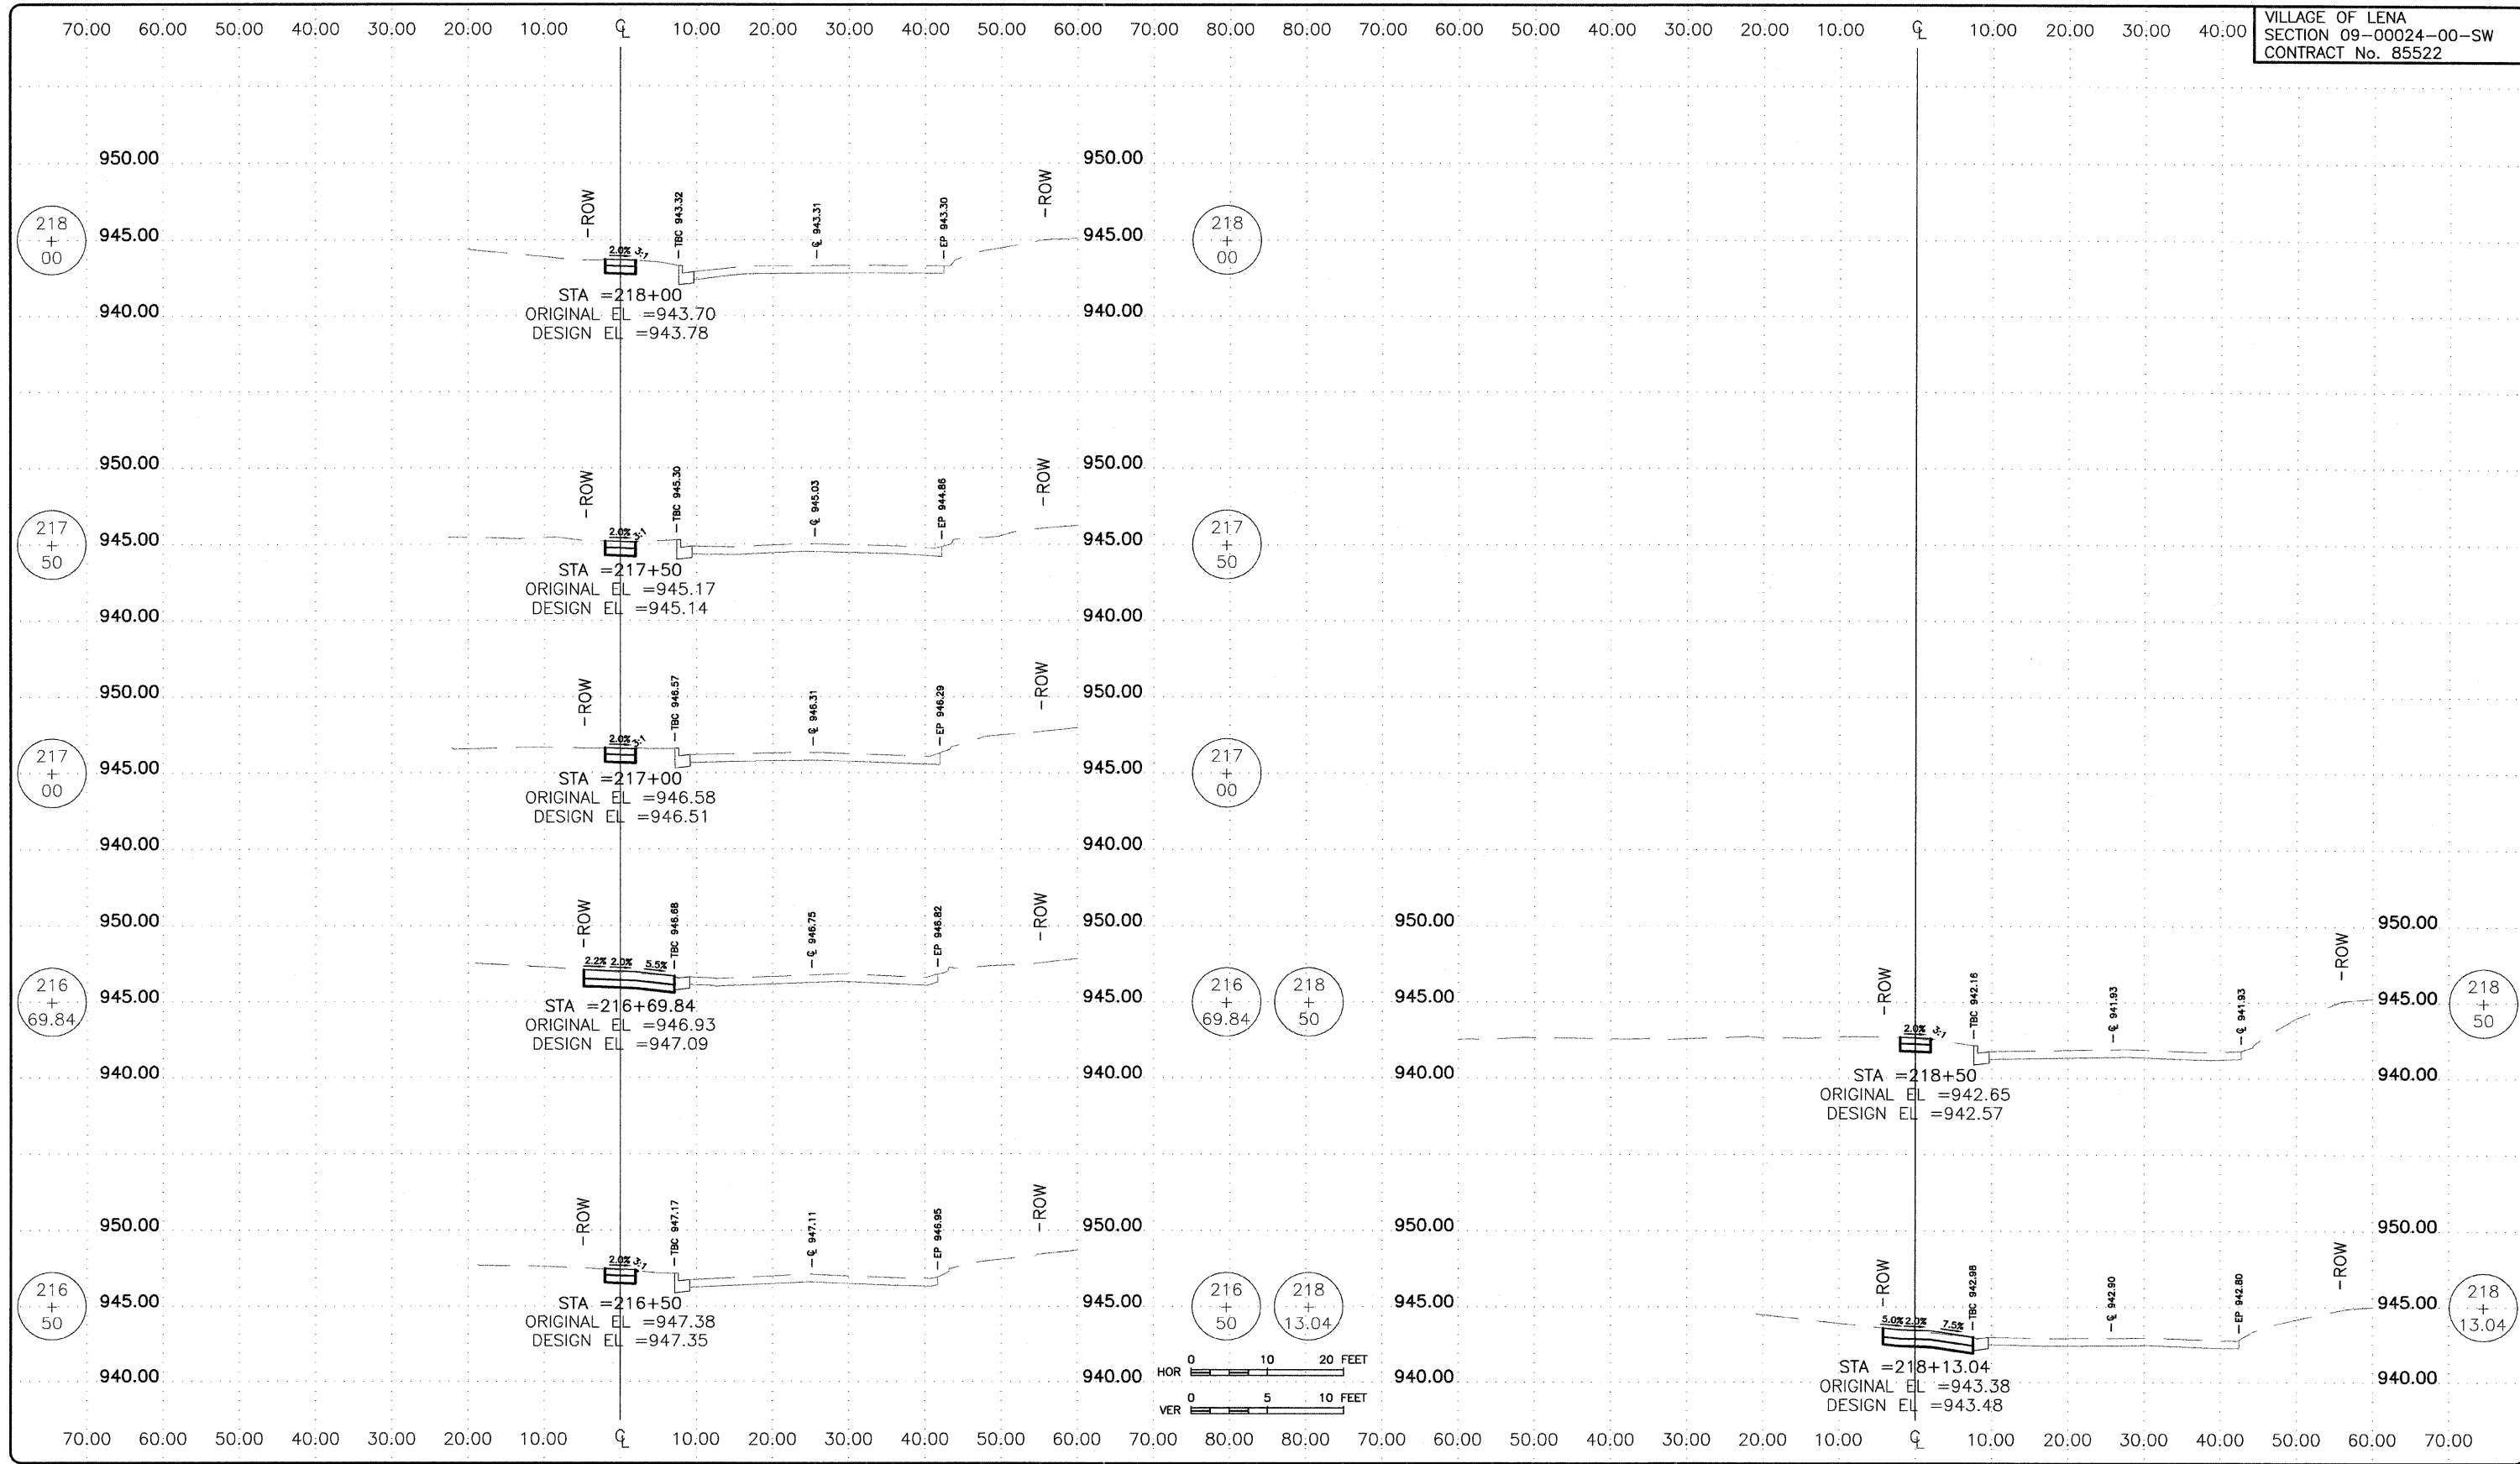 VILLAGE OF LENA
SECTION 09-00024-00-SW
CONTRACT No. 85522
70.00 60.00 50.00 40.00 30.00 20.00 10.00 ℄ 10.00 20.00 30.00 40.00 50.00 60.00 70.00 80.00 80.00 70.00 60.00 50.00 40.00 30.00 20.00 10.00 ℄ 10.00 20.00 30.00 40.00
950.00 950.00
-ROW
TBC 943.32
℄ 943.31
EP 943.30
-ROW
218 + 00
945.00 945.00
218 + 00
2.0% 3:1
STA =218+00
ORIGINAL EL =943.70
DESIGN EL =943.78
940.00 940.00
950.00 950.00
-ROW
TBC 945.30
℄ 945.03
EP 944.86
-ROW
217 + 50
945.00 945.00
217 + 50
2.0% 3:1
STA =217+50
ORIGINAL EL =945.17
DESIGN EL =945.14
940.00 940.00
950.00 950.00
-ROW
TBC 946.57
℄ 946.31
EP 946.29
-ROW
217 + 00
945.00 945.00
217 + 00
2.0% 3:1
STA =217+00
ORIGINAL EL =946.58
DESIGN EL =946.51
940.00 940.00
950.00 950.00
-ROW
TBC 946.68
℄ 946.75
EP 946.82
-ROW
216 + 69.84
945.00 945.00
216 + 69.84
2.2% 2.0% 5.5%
STA =216+69.84
ORIGINAL EL =946.93
DESIGN EL =947.09
940.00 940.00
950.00 950.00
-ROW
TBC 947.17
℄ 947.11
EP 946.95
-ROW
216 + 50
945.00 945.00
216 + 50
2.0% 3:1
STA =216+50
ORIGINAL EL =947.38
DESIGN EL =947.35
940.00 940.00
HOR 0 10 20 FEET
VER 0 5 10 FEET
950.00 950.00
-ROW
TBC 942.16
℄ 941.93
℄ 941.93
-ROW
218 + 50
945.00 945.00
218 + 50
2.0% 3:1
STA =218+50
ORIGINAL EL =942.65
DESIGN EL =942.57
940.00 940.00
950.00 950.00
-ROW
TBC 942.98
℄ 942.90
EP 942.80
-ROW
218 + 13.04
945.00 945.00
218 + 13.04
5.0% 2.0% 7.5%
STA =218+13.04
ORIGINAL EL =943.38
DESIGN EL =943.48
940.00 940.00
70.00 60.00 50.00 40.00 30.00 20.00 10.00 ℄ 10.00 20.00 30.00 40.00 50.00 60.00 70.00 80.00 80.00 70.00 60.00 50.00 40.00 30.00 20.00 10.00 ℄ 10.00 20.00 30.00 40.00 50.00 60.00 70.00